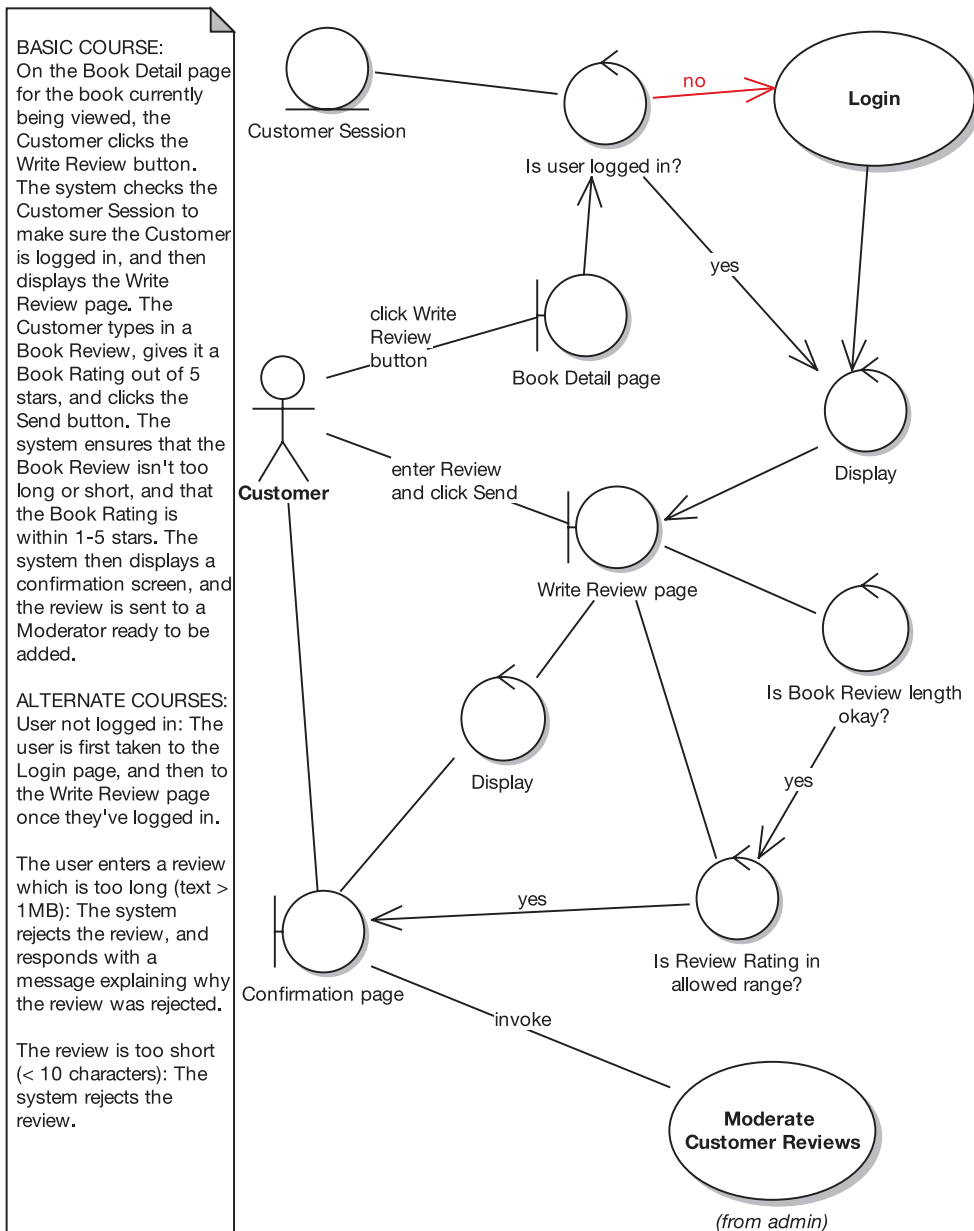 BASIC COURSE:
On the Book Detail page
for the book currently
being viewed, the
Customer clicks the
Write Review button.
The system checks the
Customer Session to
make sure the Customer
is logged in, and then
displays the Write
Review page. The
Customer types in a
Book Review, gives it a
Book Rating out of 5
stars, and clicks the
Send button. The
system ensures that the
Book Review isn't too
long or short, and that
the Book Rating is
within 1-5 stars. The
system then displays a
confirmation screen, and
the review is sent to a
Moderator ready to be
added.
ALTERNATE COURSES:
User not logged in: The
user is first taken to the
Login page, and then to
the Write Review page
once they've logged in.
The user enters a review
which is too long (text >
1MB): The system
rejects the review, and
responds with a
message explaining why
the review was rejected.
The review is too short
(< 10 characters): The
system rejects the
review.
Customer Session
Is user logged in?
no
Login
yes
click Write
Review
button
Book Detail page
Customer
enter Review
and click Send
Display
Write Review page
Is Book Review length
okay?
Display
yes
yes
Is Review Rating in
allowed range?
Confirmation page
invoke
Moderate
Customer Reviews
(from admin)